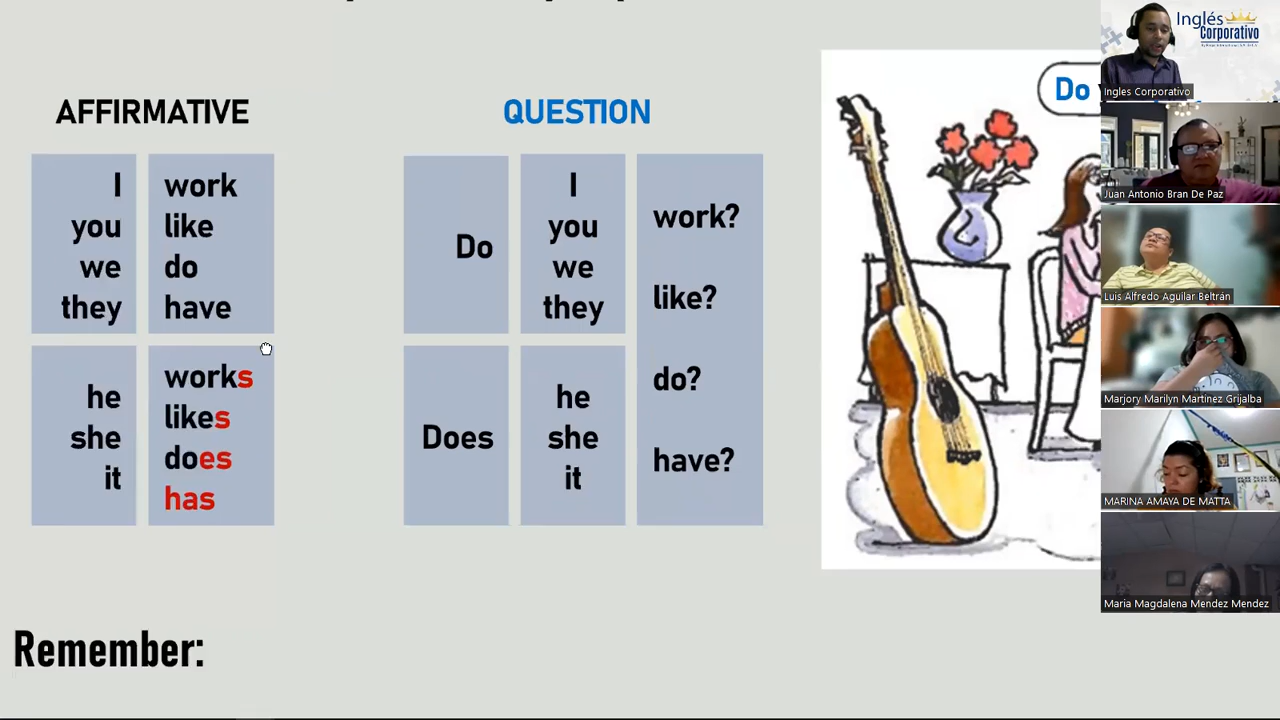 AFFIRMATIVE
I
you
we
they
work
like
do
have
he
she
it
works
likes
does
has
QUESTION
Do
I
you
we
they
Does
he
she
it
work?
like?
do?
have?
Do
Remember:
Inglés
Corporativo
Ingles Corporativo
Juan Antonio Bran De Paz
Luis Alfredo Aguilar Beltrán
Marjory Marilyn Martinez Grijalba
MARINA AMAYA DE MATTA
Maria Magdalena Mendez Mendez